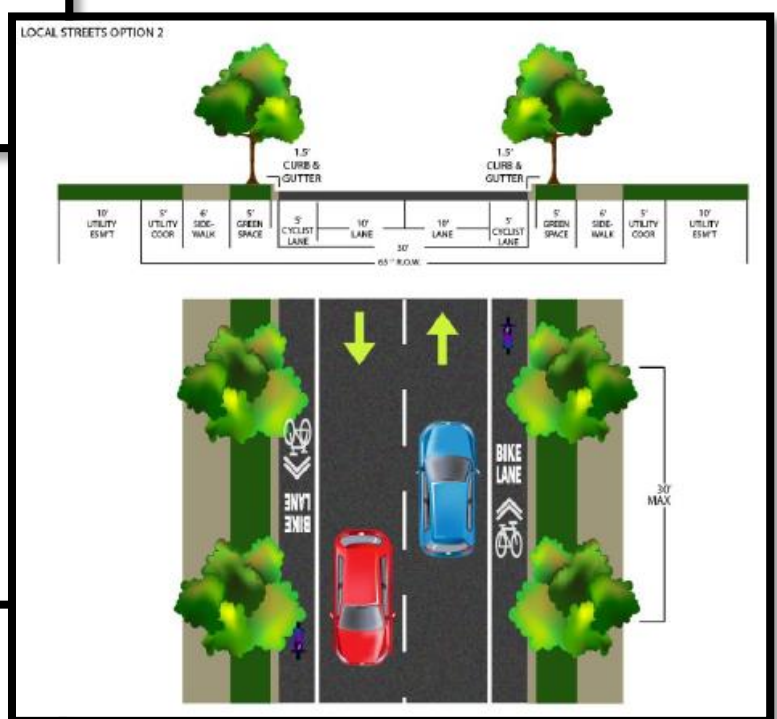 LOCAL STREETS OPTION 2
1.5'
CURB &
GUTTER
1.5'
CURB &
GUTTER
10'
UTILITY
ESM'T
5'
UTILITY
COOR
6'
SIDE-
WALK
5'
GREEN
SPACE
5'
CYCLIST
LANE
10'
LANE
10'
LANE
5'
CYCLIST
LANE
5'
GREEN
SPACE
6'
SIDE-
WALK
5'
UTILITY
COOR
10'
UTILITY
ESM'T
30'
65' R.O.W.
BIKE
LANE
BIKE
LANE
30'
MAX